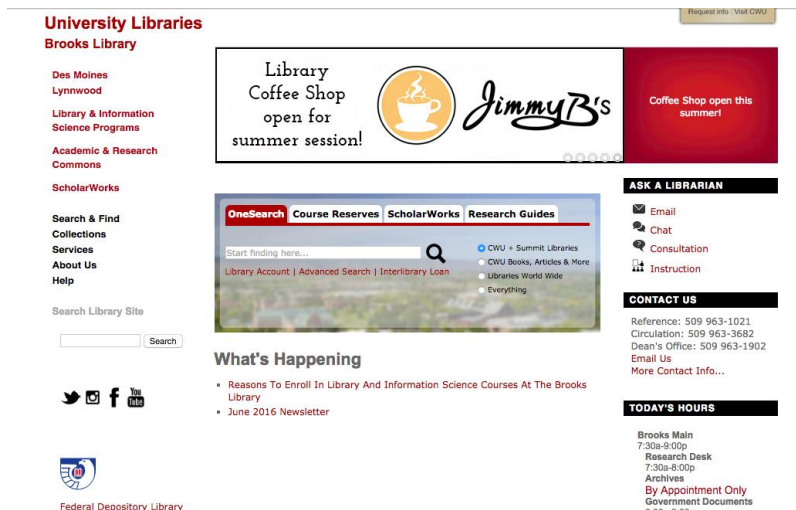 Request info | Visit CWU
University Libraries
Brooks Library
Des Moines
Lynnwood
Library & Information
Science Programs
Academic & Research
Commons
ScholarWorks
Search & Find
Collections
Services
About Us
Help
Search Library Site
Search
You
Tube
Federal Depository Library
Library
Coffee Shop
open for
summer session!
JimmyB's
Coffee Shop open this
summer!
OneSearch Course Reserves ScholarWorks Research Guides
Start finding here...
Library Account | Advanced Search | Interlibrary Loan
CWU + Summit Libraries
CWU Books, Articles & More
Libraries World Wide
Everything
What's Happening
Reasons To Enroll In Library And Information Science Courses At The Brooks
Library
June 2016 Newsletter
ASK A LIBRARIAN
Email
Chat
Consultation
Instruction
CONTACT US
Reference: 509 963-1021
Circulation: 509 963-3682
Dean's Office: 509 963-1902
Email Us
More Contact Info...
TODAY'S HOURS
Brooks Main
7:30a-9:00p
Research Desk
7:30a-8:00p
Archives
By Appointment Only
Government Documents